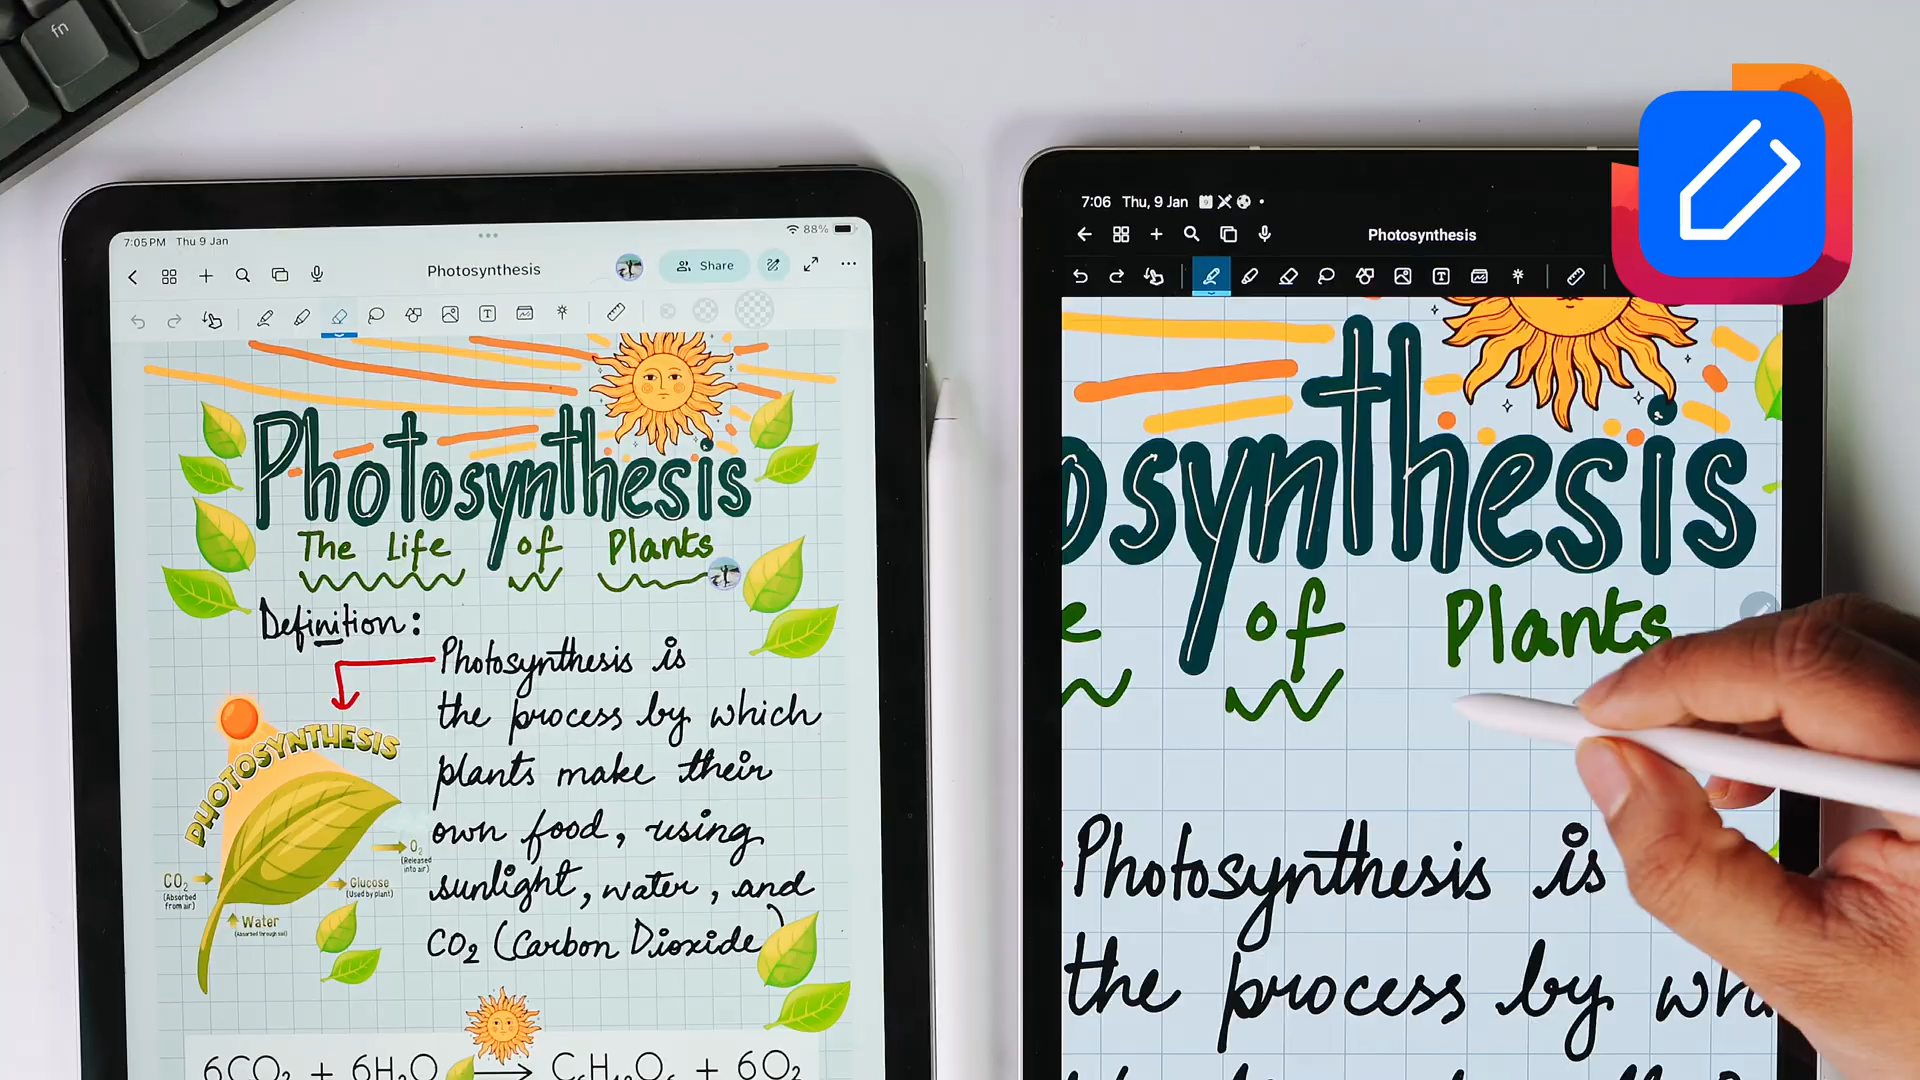 fn
7:05 PM Thu 9 Jan
88%
Photosynthesis
Share
Photosynthesis
The Life of Plants
Definition:
Photosynthesis is
the process by which
plants make their
own food, using
sunlight, water, and
CO2 (Carbon Dioxide
PHOTOSYNTHESIS
O2
(Released
into air)
CO2
(Absorbed
from air)
Glucose
(Used by plant)
Water
(Absorbed through soil)
6CO2 + 6H2O → C6H12O6 + 6O2
7:06 Thu, 9 Jan
Photosynthesis
osynthesis
e of Plants
Photosynthesis is
the process by wh